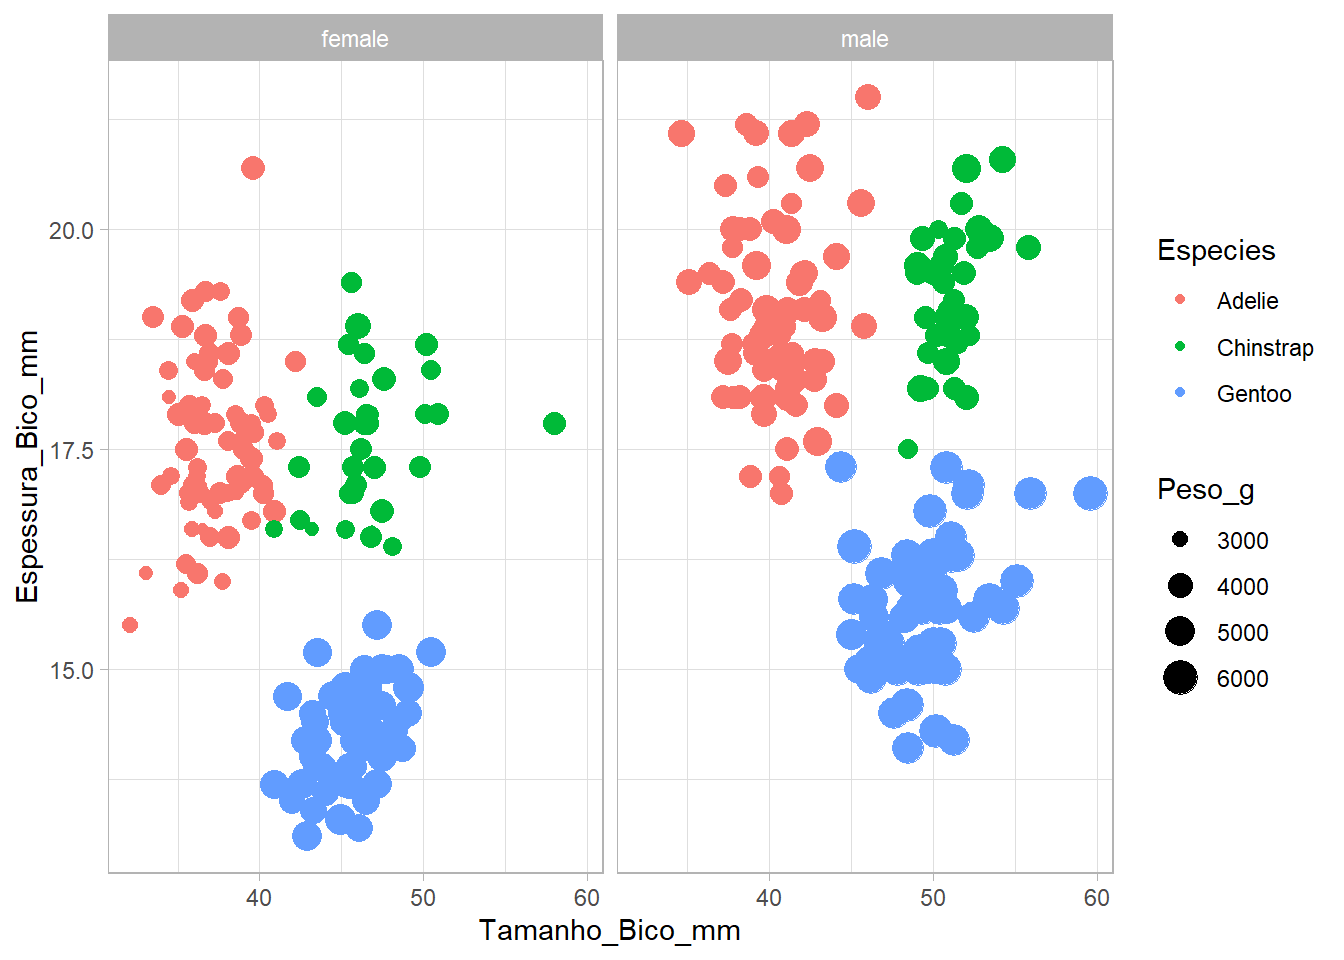 female
male
20.0
17.5
15.0
Espessura_Bico_mm
40
50
60
40
50
60
Tamanho_Bico_mm
Especies
Adelie
Chinstrap
Gentoo
Peso_g
3000
4000
5000
6000